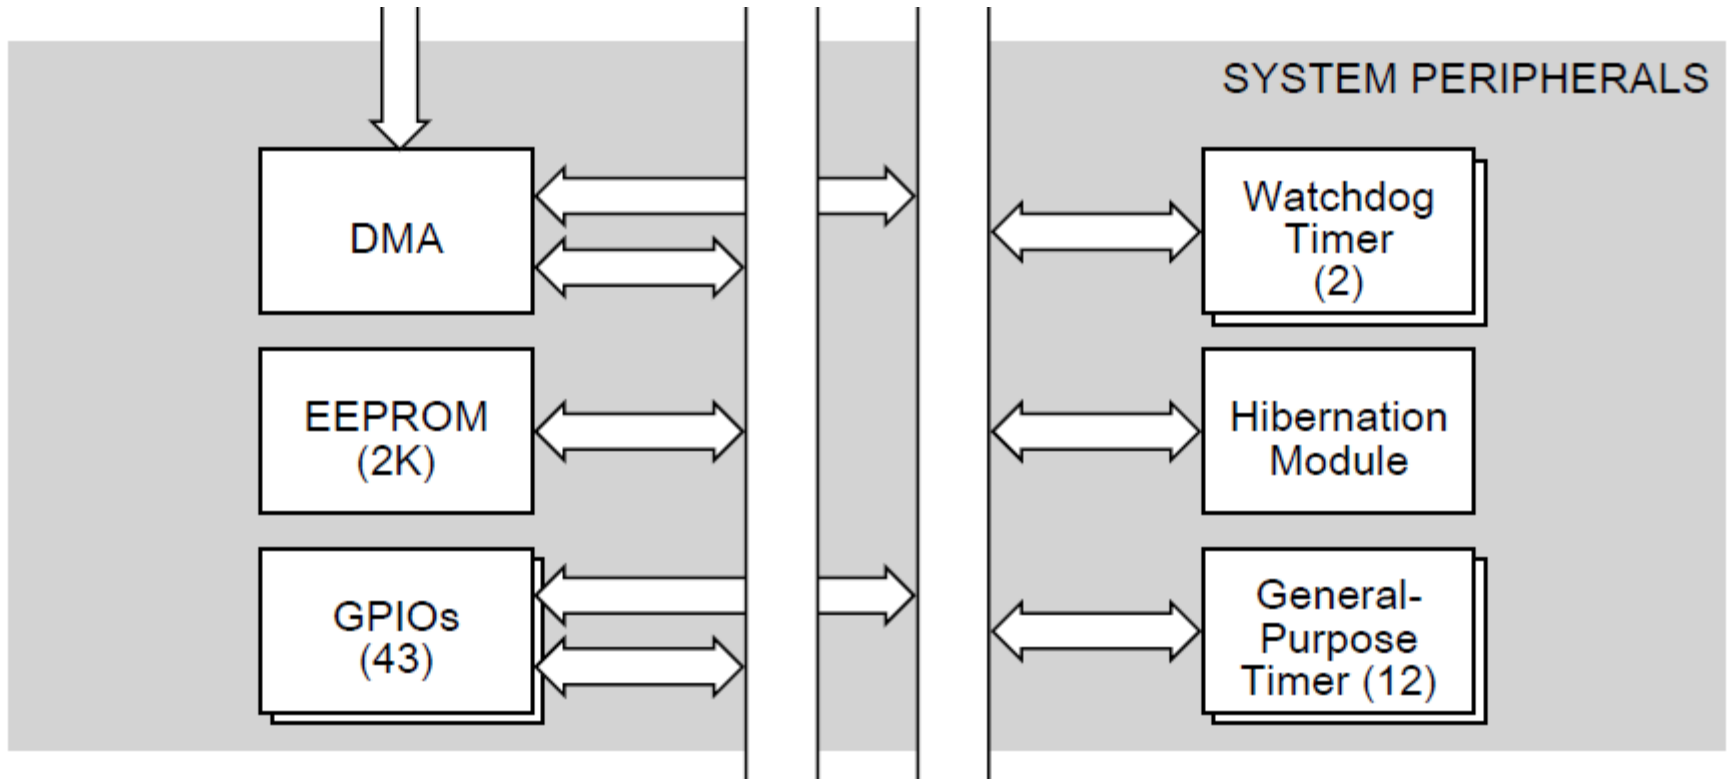 SYSTEM PERIPHERALS
DMA
Watchdog
Timer
(2)
EEPROM
(2K)
Hibernation
Module
GPIOs
(43)
General-
Purpose
Timer (12)